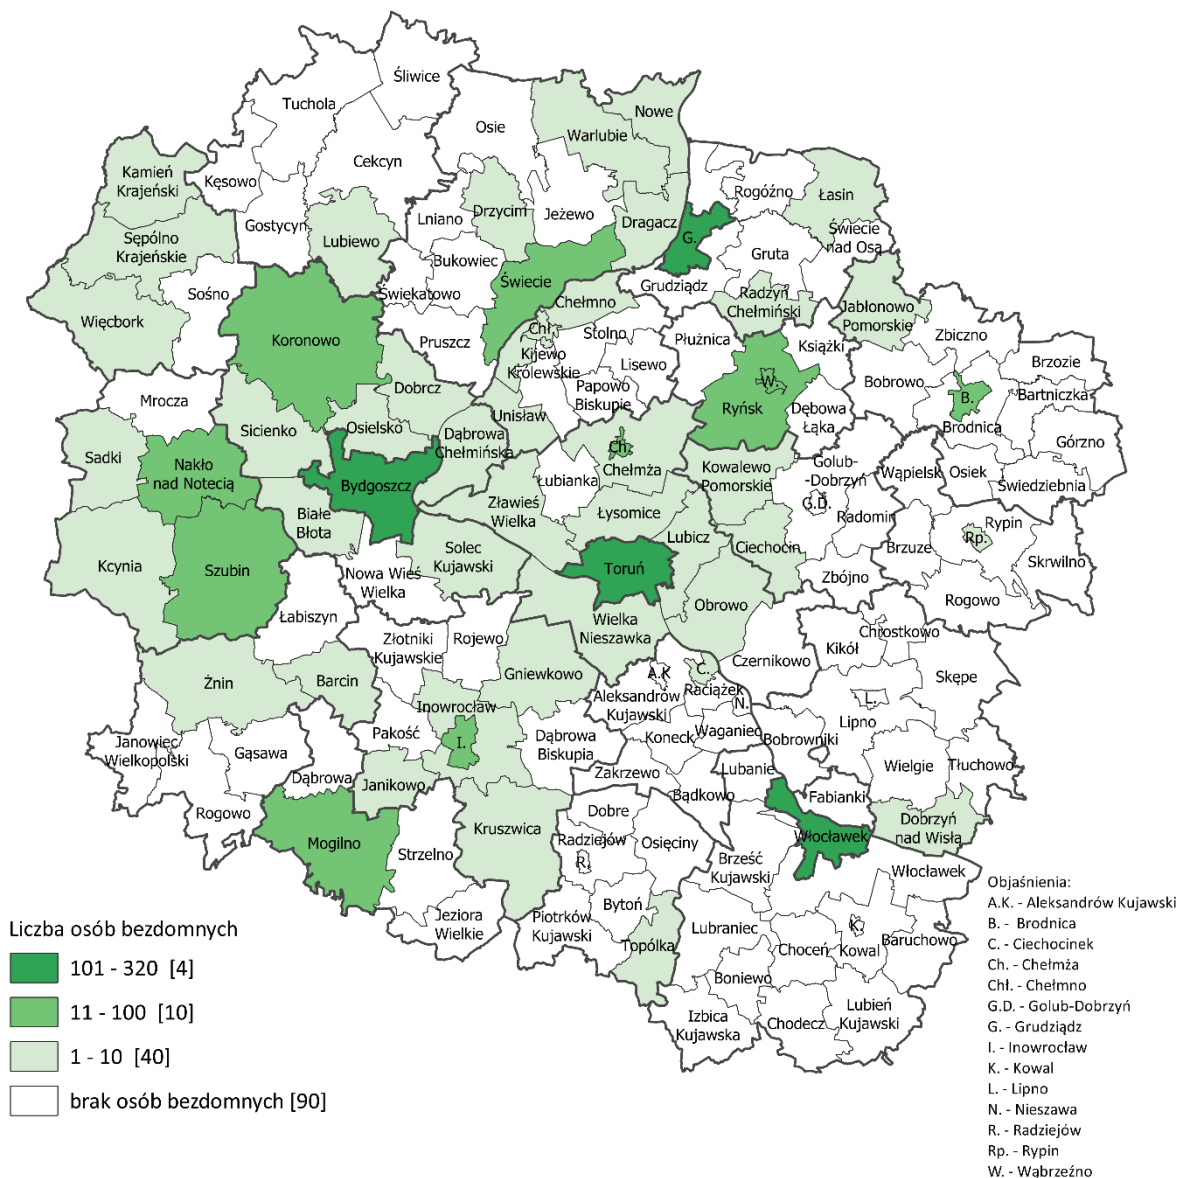 Śliwice
Tuchola
Nowe
Osie
Warlubie
Cekcyn
Kamień
Krajeński
Kęsowo
Rogóźno
Łasin
Drzycim
Jeżewo
Lniano
Gostycyn
Dragacz
Lubiewo
Świecie
nad Osą
G.
Sępólno
Krajeńskie
Gruta
Bukowiec
Świecie
Grudziądz
Sośno
Świekatowo
Radzyń
Chełmiński
Chełmno
Jabłonowo
Pomorskie
Więcbork
Chł.
Stolno
Zbiczno
Koronowo
Pruszcz
Płużnica
Książki
Kijewo
Królewskie
Lisewo
Brzozie
W.
Bobrowo
Papowo
Biskupie
Dobrcz
Bartniczka
B.
Mrocza
Ryńsk
Dębowa
Łąka
Unisław
Sicienko
Osielsko
Brodnica
Dąbrowa
Chełmińska
Górzno
Ch.
Chełmża
Sadki
Nakło
nad Notecią
Kowalewo
Pomorskie
Golub-
-Dobrzyń
Wąpielsk
Osiek
Bydgoszcz
Łubianka
Świedziebnia
G.D.
Zławieś
Wielka
Białe
Błota
Łysomice
Radomin
Rypin
Lubicz
Rp.
Ciechocin
Brzuze
Solec
Kujawski
Kcynia
Szubin
Toruń
Skrwilno
Nowa Wieś
Wielka
Zbójno
Rogowo
Obrowo
Łabiszyn
Wielka
Nieszawka
Złotniki
Kujawskie
Rojewo
Chrostkowo
Kikół
Czernikowo
Gniewkowo
A.K
C.
Skępe
Żnin
Barcin
Raciążek
Aleksandrów
Kujawski
N.
L.
Inowrocław
Lipno
Pakość
I.
Dąbrowa
Biskupia
Koneck
Waganiec
Bobrowniki
Janowiec
Wielkopolski
Gąsawa
Wielgie
Tłuchowo
Lubanie
Dąbrowa
Janikowo
Zakrzewo
Bądkowo
Fabianki
Rogowo
Dobre
Dobrzyń
nad Wisłą
Kruszwica
Włocławek
Mogilno
Radziejów
Osięciny
Strzelno
R.
Brześć
Kujawski
Włocławek
Bytoń
Jeziora
Wielkie
Piotrków
Kujawski
Lubraniec
K.
Topólka
Choceń
Kowal
Baruchowo
Boniewo
Izbica
Kujawska
Chodecz
Lubień
Kujawski
Liczba osób bezdomnych
101 - 320 [4]
11 - 100 [10]
1 - 10 [40]
brak osób bezdomnych [90]
Objaśnienia:
A.K. - Aleksandrów Kujawski
B. - Brodnica
C. - Ciechocinek
Ch. - Chełmża
Chł. - Chełmno
G.D. - Golub-Dobrzyń
G. - Grudziądz
I. - Inowrocław
K. - Kowal
L. - Lipno
N. - Nieszawa
R. - Radziejów
Rp. - Rypin
W. - Wąbrzeźno